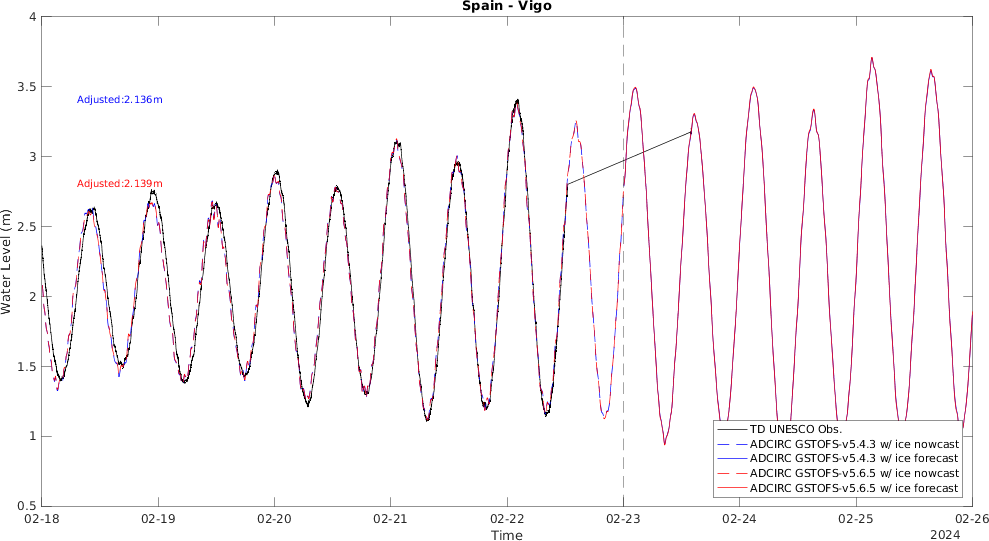 Spain - Vigo
4
3.5
3
2.5
2
1.5
1
0.5
Water Level (m)
Adjusted:2.136m
Adjusted:2.139m
TD UNESCO Obs.
ADCIRC GSTOFS-v5.4.3 w/ ice nowcast
ADCIRC GSTOFS-v5.4.3 w/ ice forecast
ADCIRC GSTOFS-v5.6.5 w/ ice nowcast
ADCIRC GSTOFS-v5.6.5 w/ ice forecast
02-18 02-19 02-20 02-21 02-22 02-23 02-24 02-25 02-26
Time
2024